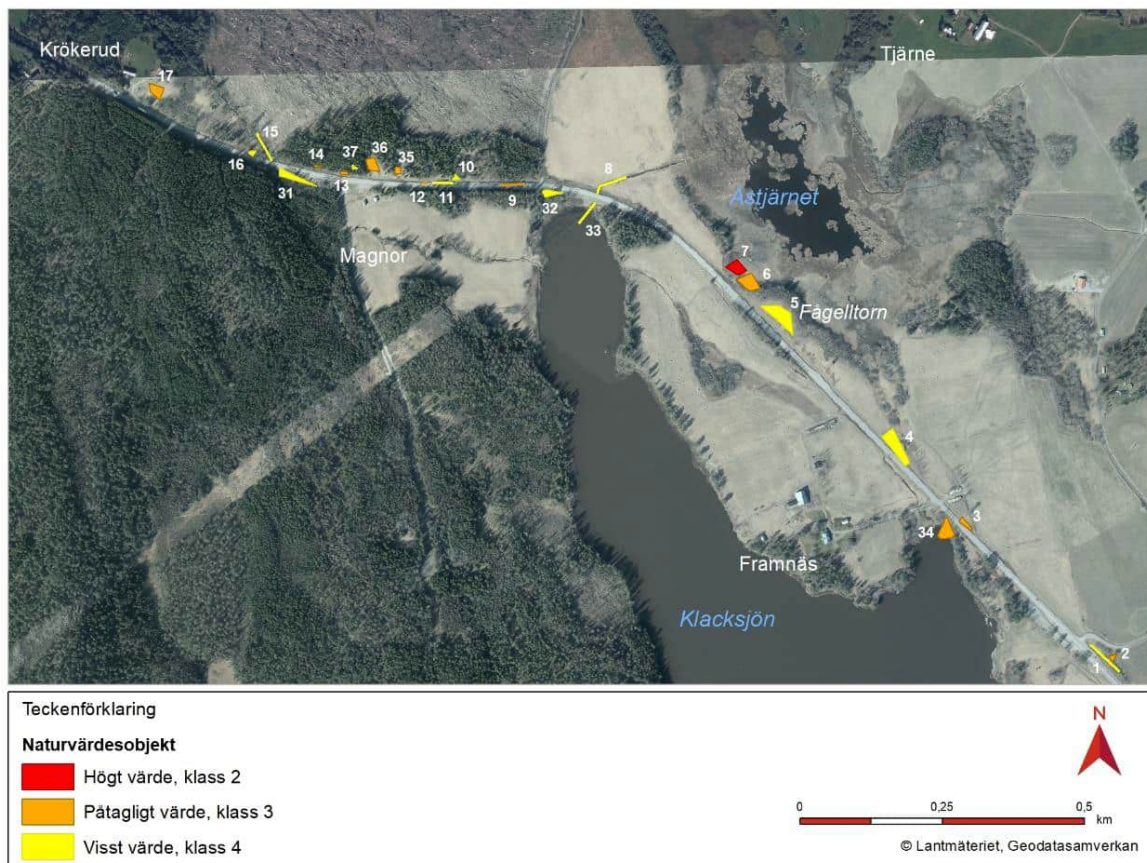 Krökerud
Tjärne
17
15
16
14
37
36
35
10
31
13
12
11
9
32
8
33
Åstjärnet
Magnor
7
6
5
Fågelltorn
4
3
34
Framnäs
Klacksjön
2
1
Teckenförklaring
Naturvärdesobjekt
Högt värde, klass 2
Påtagligt värde, klass 3
Visst värde, klass 4
N
0 0,25 0,5
km
© Lantmäteriet, Geodatasamverkan